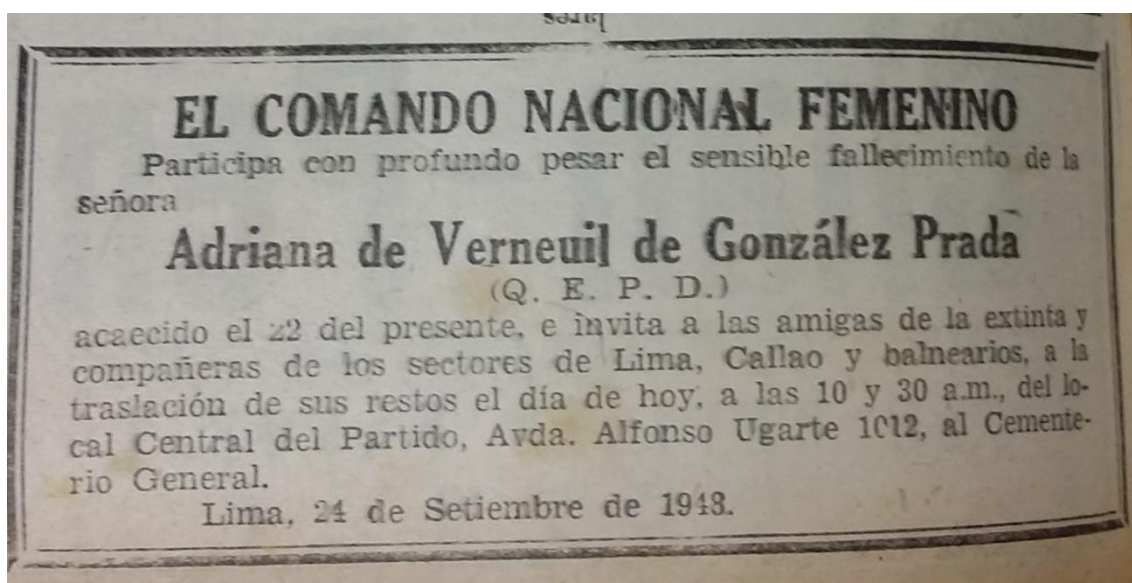 EL COMANDO NACIONAL FEMENINO
Participa con profundo pesar el sensible fallecimiento de la
señora
Adriana de Verneuil de González Prada
(Q. E. P. D.)
acaecido el 22 del presente, e invita a las amigas de la extinta y
compañeras de los sectores de Lima, Callao y balnearios, a la
traslación de sus restos el día de hoy, a las 10 y 30 a.m., del lo-
cal Central del Partido, Avda. Alfonso Ugarte 1012, al Cemente-
rio General.
Lima, 24 de Setiembre de 1948.